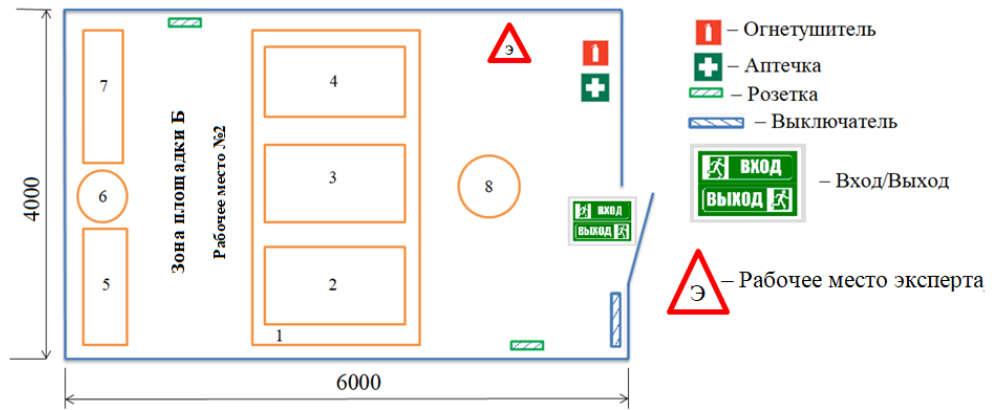 Э
7
4
Зона площадки Б
Рабочее место №2
3
6
8
ВХОД
ВЫХОД
5
2
1
4000
6000
– Огнетушитель
– Аптечка
– Розетка
– Выключатель
ВХОД
ВЫХОД
– Вход/Выход
Э
– Рабочее место эксперта